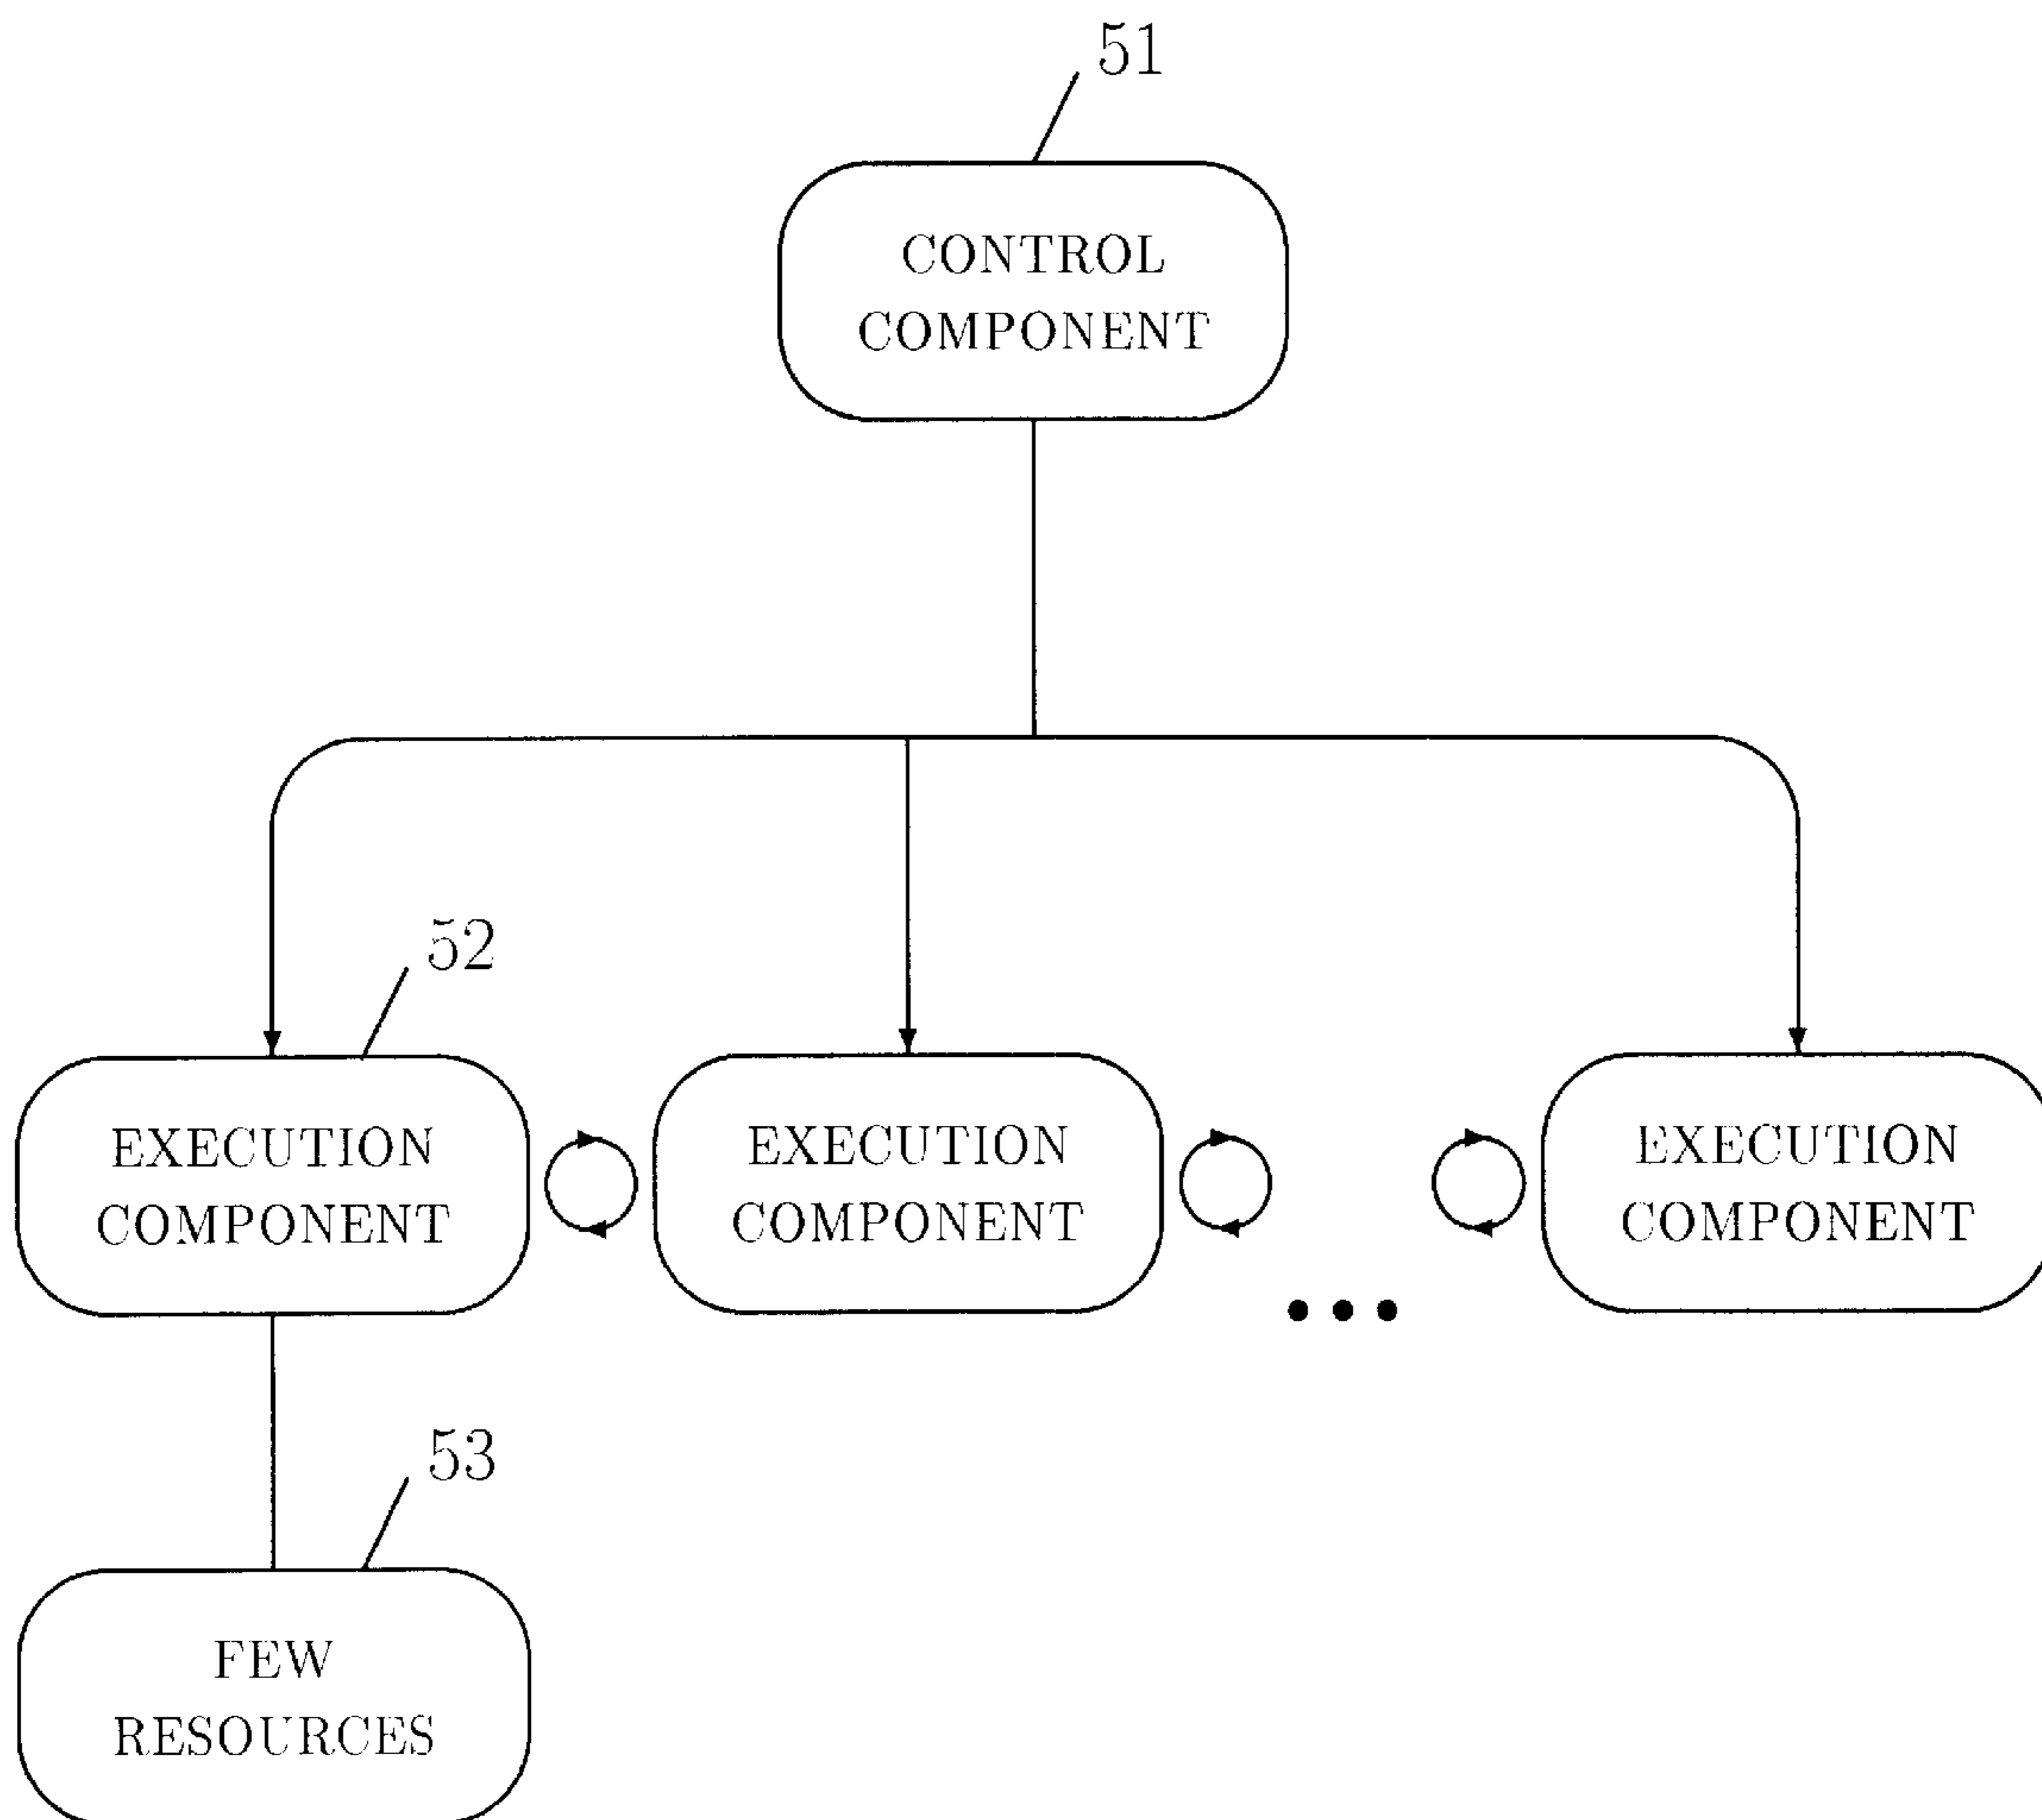 51
CONTROL
COMPONENT
52
EXECUTION
COMPONENT
EXECUTION
COMPONENT
EXECUTION
COMPONENT
53
FEW
RESOURCES